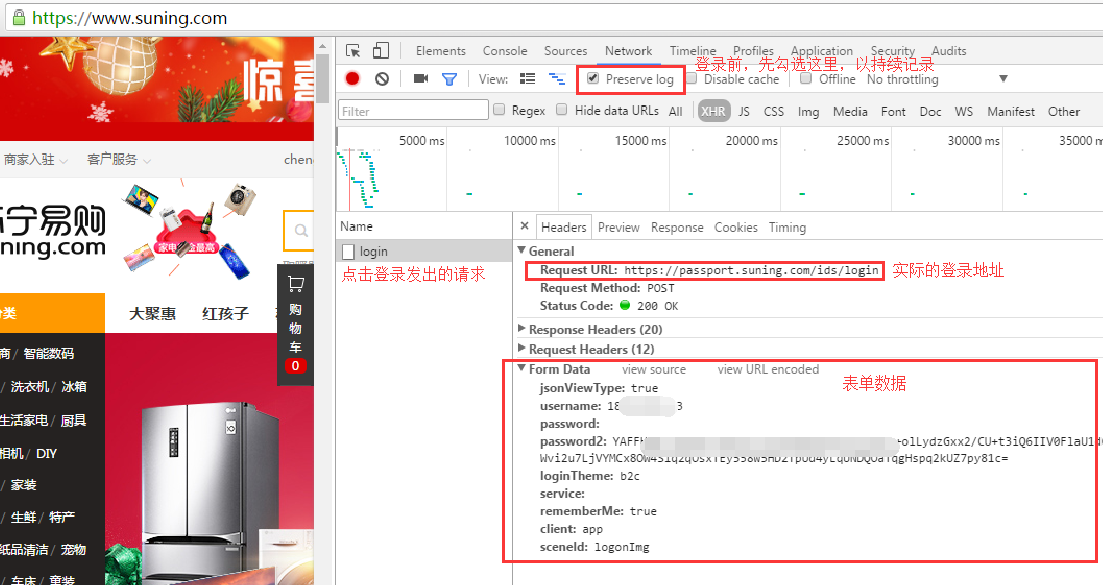 https://www.suning.com
惊喜
商家入驻
客户服务
chen
苏宁易购
ning.com
家电
金最高
大聚惠
红孩子
购
物
车
0
分类
商 / 智能数码
/ 洗衣机 / 冰箱
生活家电 / 厨具
相机 / DIY
/ 家装
/ 生鲜 / 特产
纸品清洁 / 宠物
/ 车床 / 童装
Elements Console Sources Network Timeline Profiles Application Security Audits
登录前，先勾选这里，以持续记录
View: Preserve log Disable cache Offline No throttling
Filter Regex Hide data URLs All XHR JS CSS Img Media Font Doc WS Manifest Other
5000 ms 10000 ms 15000 ms 20000 ms 25000 ms 30000 ms 35000 m
Name
login
点击登录发出的请求
× Headers Preview Response Cookies Timing
General
Request URL: https://passport.suning.com/ids/login 实际的登录地址
Request Method: POST
Status Code: 200 OK
Response Headers (20)
Request Headers (12)
Form Data view source view URL encoded
表单数据
jsonViewType: true
username: 18 3
password:
password2: YAFF +olLydzGxx2/CU+t3iQ6IIV0FlaU1d
Wvi2u7LjVYMCx8OW4S1q2qOSxTEy558w5HD2TpOd4yLqUNDQOaTqgHspq2kUZ7py81c=
loginTheme: b2c
service:
rememberMe: true
client: app
sceneId: logonImg